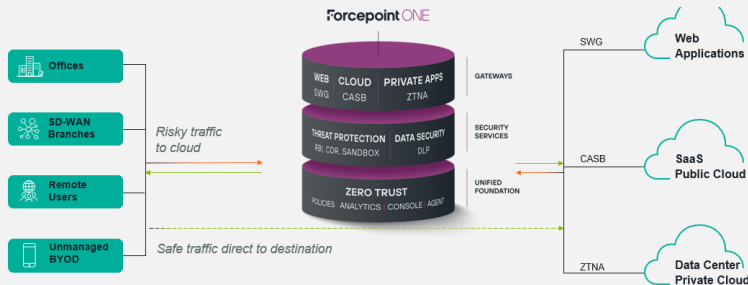 Forcepoint ONE
Offices
SD-WAN
Branches
Remote
Users
Unmanaged
BYOD
Risky traffic
to cloud
Safe traffic direct to destination
WEB CLOUD PRIVATE APPS
SWG CASB ZTNA
GATEWAYS
THREAT PROTECTION DATA SECURITY
RBI, CDR, SANDBOX DLP
SECURITY
SERVICES
ZERO TRUST
POLICIES | ANALYTICS | CONSOLE | AGENT
UNIFIED
FOUNDATION
SWG
Web
Applications
CASB
SaaS
Public Cloud
ZTNA
Data Center
Private Cloud